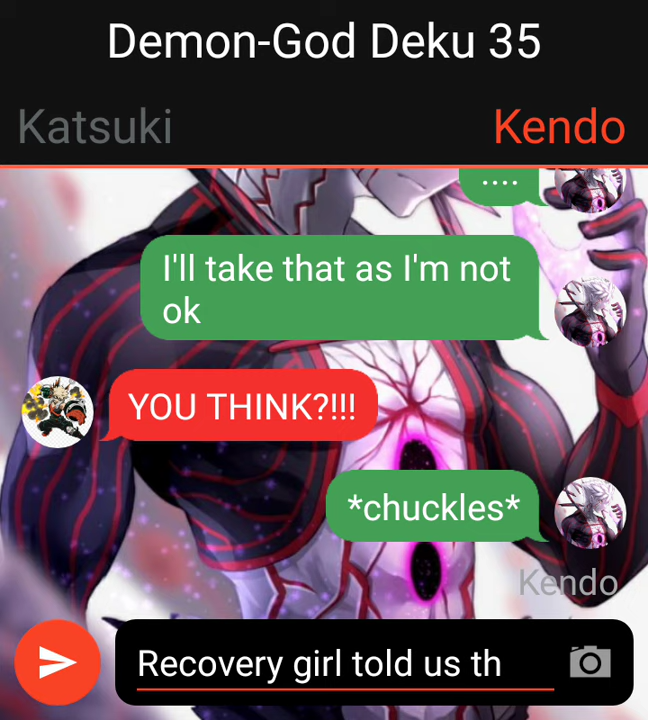 Demon-God Deku 35
Katsuki
Kendo
....
I'll take that as I'm not
ok
YOU THINK?!!!
*chuckles*
Kendo
Recovery girl told us th